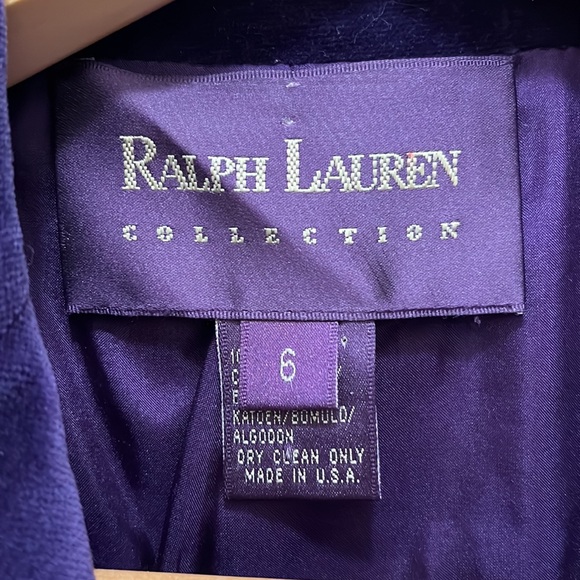 RALPH LAUREN
COLLECTION
6
KATOEN/BOMULD/
ALGODON
DRY CLEAN ONLY
MADE IN U.S.A.